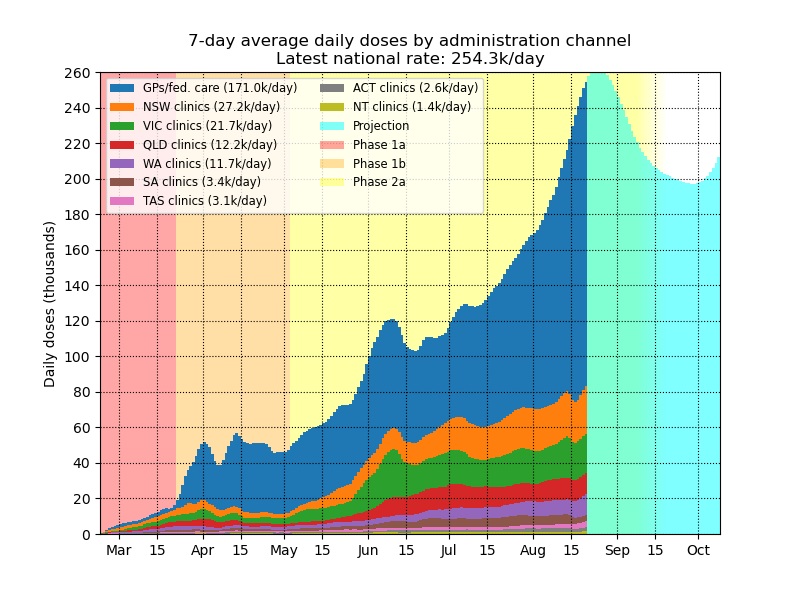 7-day average daily doses by administration channel
Latest national rate: 254.3k/day
GPs/fed. care (171.0k/day)
NSW clinics (27.2k/day)
VIC clinics (21.7k/day)
QLD clinics (12.2k/day)
WA clinics (11.7k/day)
SA clinics (3.4k/day)
TAS clinics (3.1k/day)
ACT clinics (2.6k/day)
NT clinics (1.4k/day)
Projection
Phase 1a
Phase 1b
Phase 2a
Daily doses (thousands)
260
240
220
200
180
160
140
120
100
80
60
40
20
0
Mar 15 Apr 15 May 15 Jun 15 Jul 15 Aug 15 Sep 15 Oct